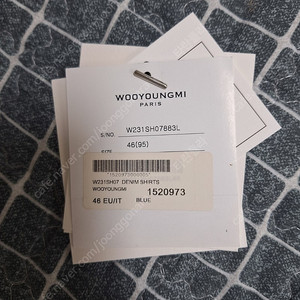 WOOYOUNGMI
PARIS
S/NO W231SH07883L
SIZE 46(95)
W231SH07 DENIM SHIRTS
WOOYOUNGMI 1520973
46 EU/IT BLUE